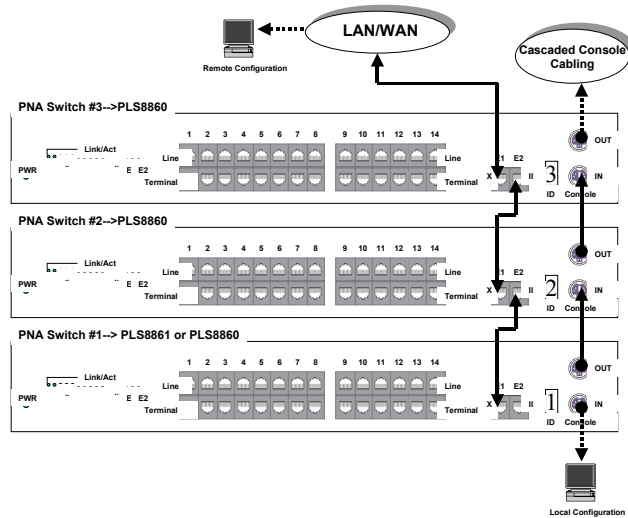 LAN/WAN
Remote Configuration
Cascaded Console
Cabling
PNA Switch #3-->PLS8860
1 2 3 4 5 6 7 8 9 10 11 12 13 14
Link/Act
OUT
Line Line E1 E2
PWR E E2
Terminal Terminal X II 3 IN
ID Console
PNA Switch #2-->PLS8860
1 2 3 4 5 6 7 8 9 10 11 12 13 14
Link/Act
OUT
Line Line E1 E2
PWR E E2
Terminal Terminal X II 2 IN
ID Console
PNA Switch #1--> PLS8861 or PLS8860
1 2 3 4 5 6 7 8 9 10 11 12 13 14
Link/Act
OUT
Line Line E1 E2
PWR E E2
Terminal Terminal X II 1 IN
ID Console
Local Configuration